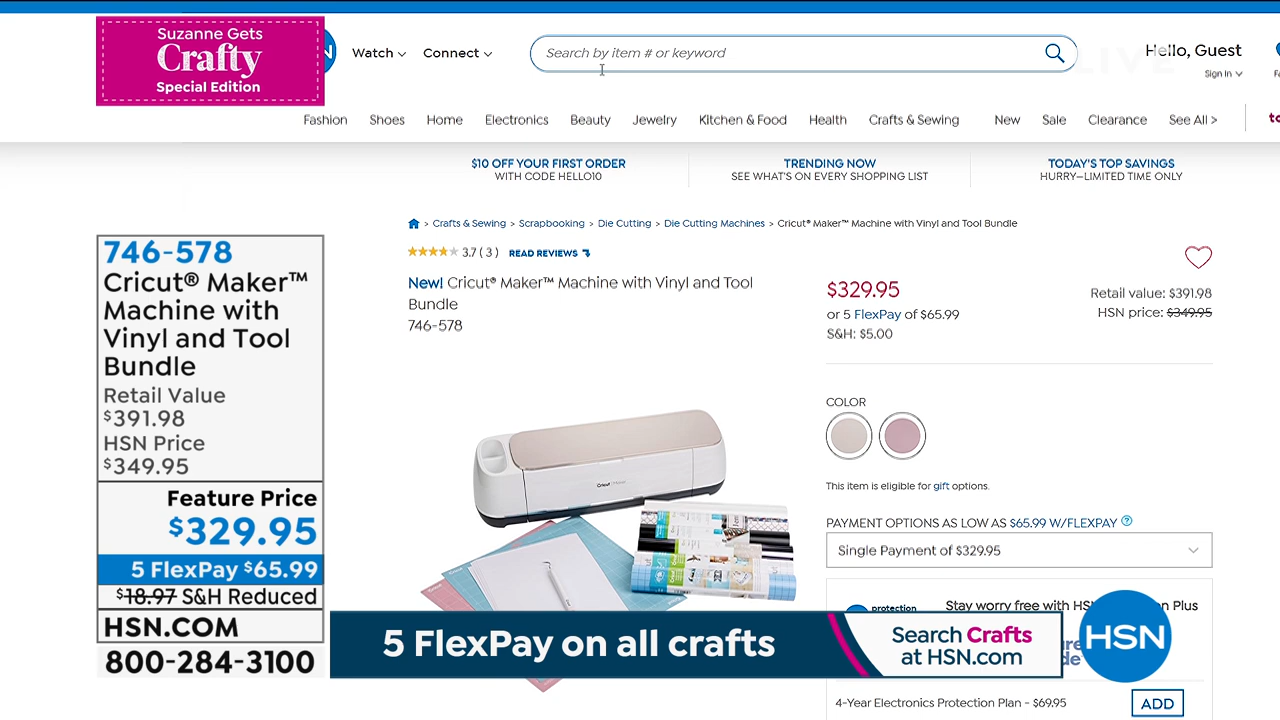 Suzanne Gets
Crafty
Special Edition
N
Watch
Connect
Search by item # or keyword
LIVE
Hello, Guest
Sign In
Fashion
Shoes
Home
Electronics
Beauty
Jewelry
Kitchen & Food
Health
Crafts & Sewing
New
Sale
Clearance
See All >
$10 OFF YOUR FIRST ORDER
WITH CODE HELLO10
TRENDING NOW
SEE WHAT'S ON EVERY SHOPPING LIST
TODAY'S TOP SAVINGS
HURRY—LIMITED TIME ONLY
> Crafts & Sewing > Scrapbooking > Die Cutting > Die Cutting Machines > Cricut® Maker™ Machine with Vinyl and Tool Bundle
3.7 ( 3 ) READ REVIEWS
New! Cricut® Maker™ Machine with Vinyl and Tool
Bundle
746-578
$329.95
or 5 FlexPay of $65.99
S&H: $5.00
Retail value: $391.98
HSN price: $349.95
COLOR
This item is eligible for gift options.
PAYMENT OPTIONS AS LOW AS $65.99 W/FLEXPAY ?
Single Payment of $329.95
protection
Stay worry free with HS
n Plus
4-Year Electronics Protection Plan - $69.95
ADD
746-578
Cricut® Maker™
Machine with
Vinyl and Tool
Bundle
Retail Value
$391.98
HSN Price
$349.95
Feature Price
$329.95
5 FlexPay $65.99
$18.97 S&H Reduced
HSN.COM
800-284-3100
5 FlexPay on all crafts
Search Crafts
at HSN.com
HSN